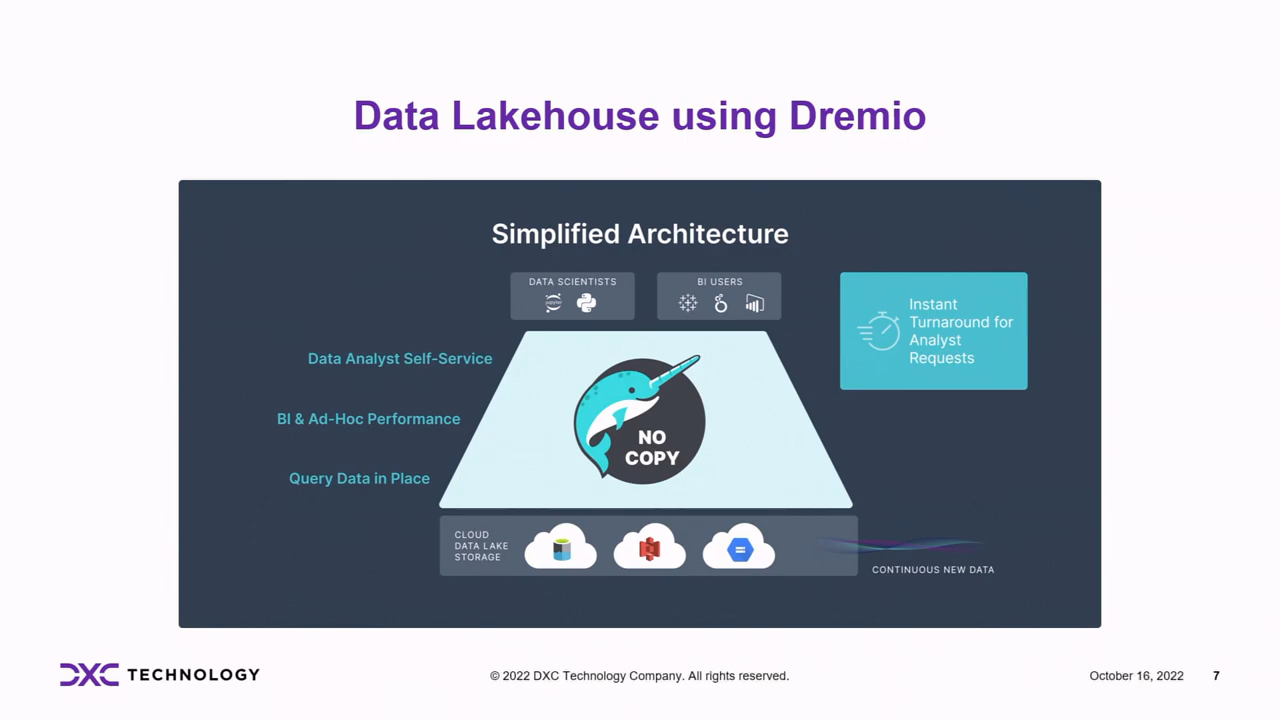 Data Lakehouse using Dremio
Simplified Architecture
DATA SCIENTISTS
BI USERS
Instant
Turnaround for
Analyst
Requests
Data Analyst Self-Service
BI & Ad-Hoc Performance
Query Data in Place
NO
COPY
CLOUD
DATA LAKE
STORAGE
CONTINUOUS NEW DATA
DXC TECHNOLOGY
© 2022 DXC Technology Company. All rights reserved.
October 16, 2022
7